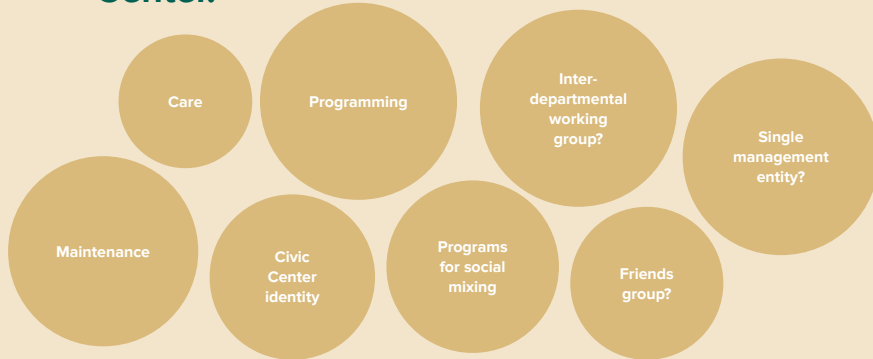 Center.
Care
Programming
Inter-
departmental
working
group?
Single
management
entity?
Maintenance
Civic
Center
identity
Programs
for social
mixing
Friends
group?